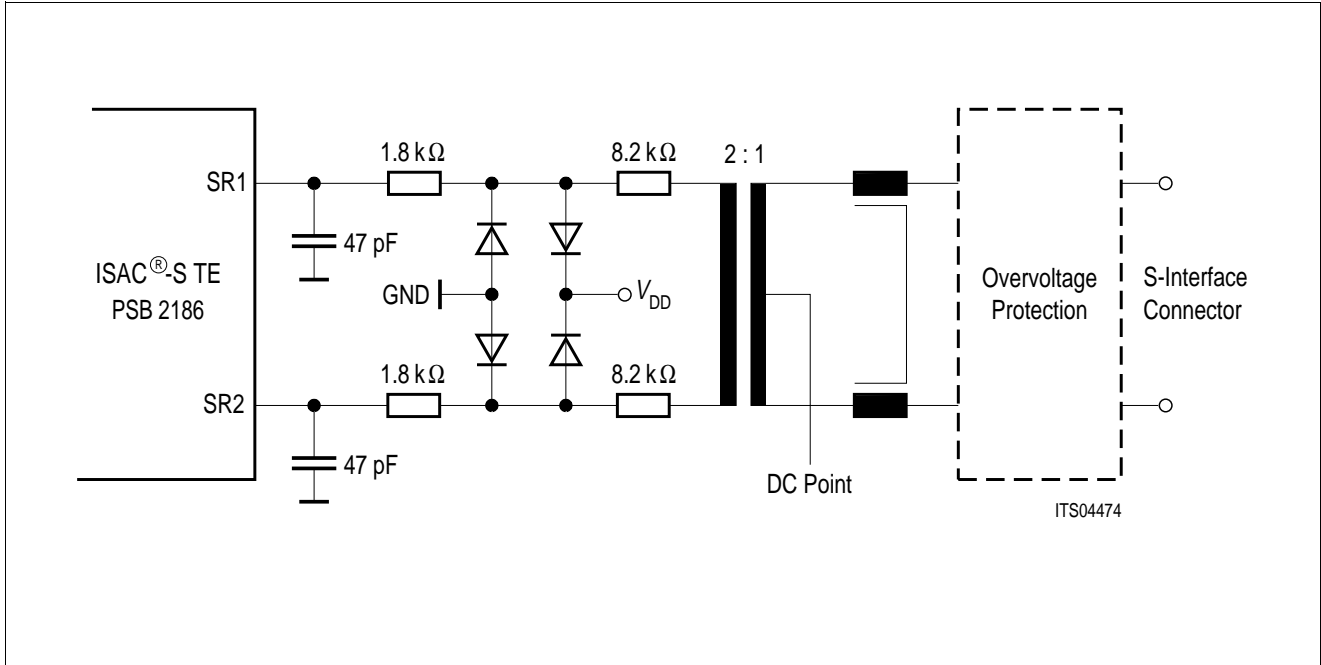 1.8 kΩ
8.2 kΩ
2 : 1
SR1
47 pF
ISAC®-S TE
PSB 2186
GND
VDD
Overvoltage
Protection
S-Interface
Connector
1.8 kΩ
8.2 kΩ
SR2
47 pF
DC Point
ITS04474